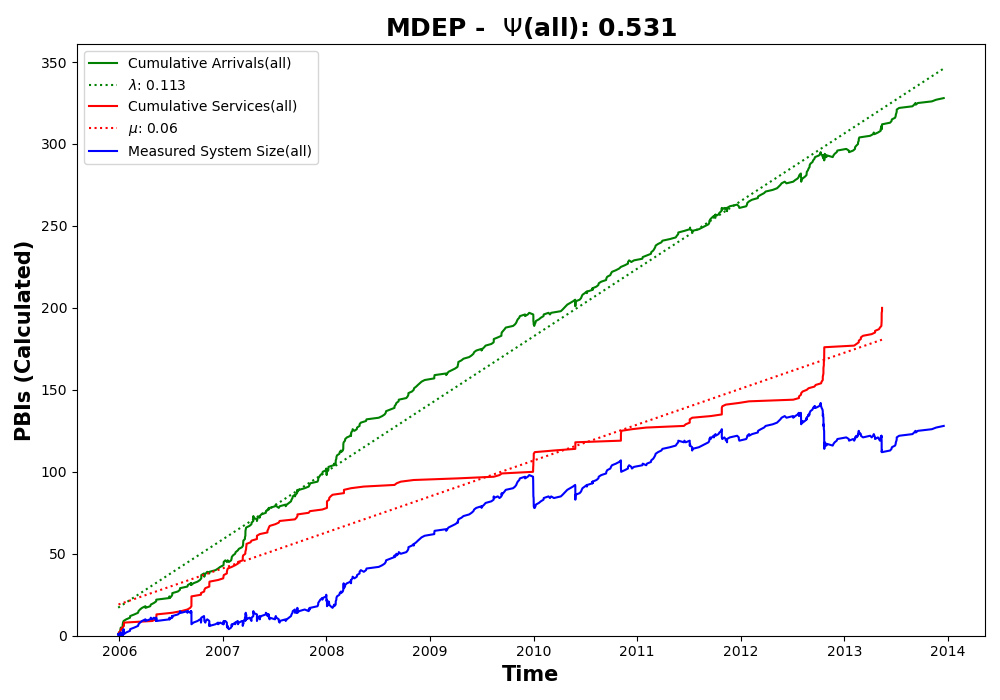 MDEP - Ψ(all): 0.531
Cumulative Arrivals(all)
λ: 0.113
Cumulative Services(all)
μ: 0.06
Measured System Size(all)
PBIs (Calculated)
350
300
250
200
150
100
50
0
2006 2007 2008 2009 2010 2011 2012 2013 2014
Time